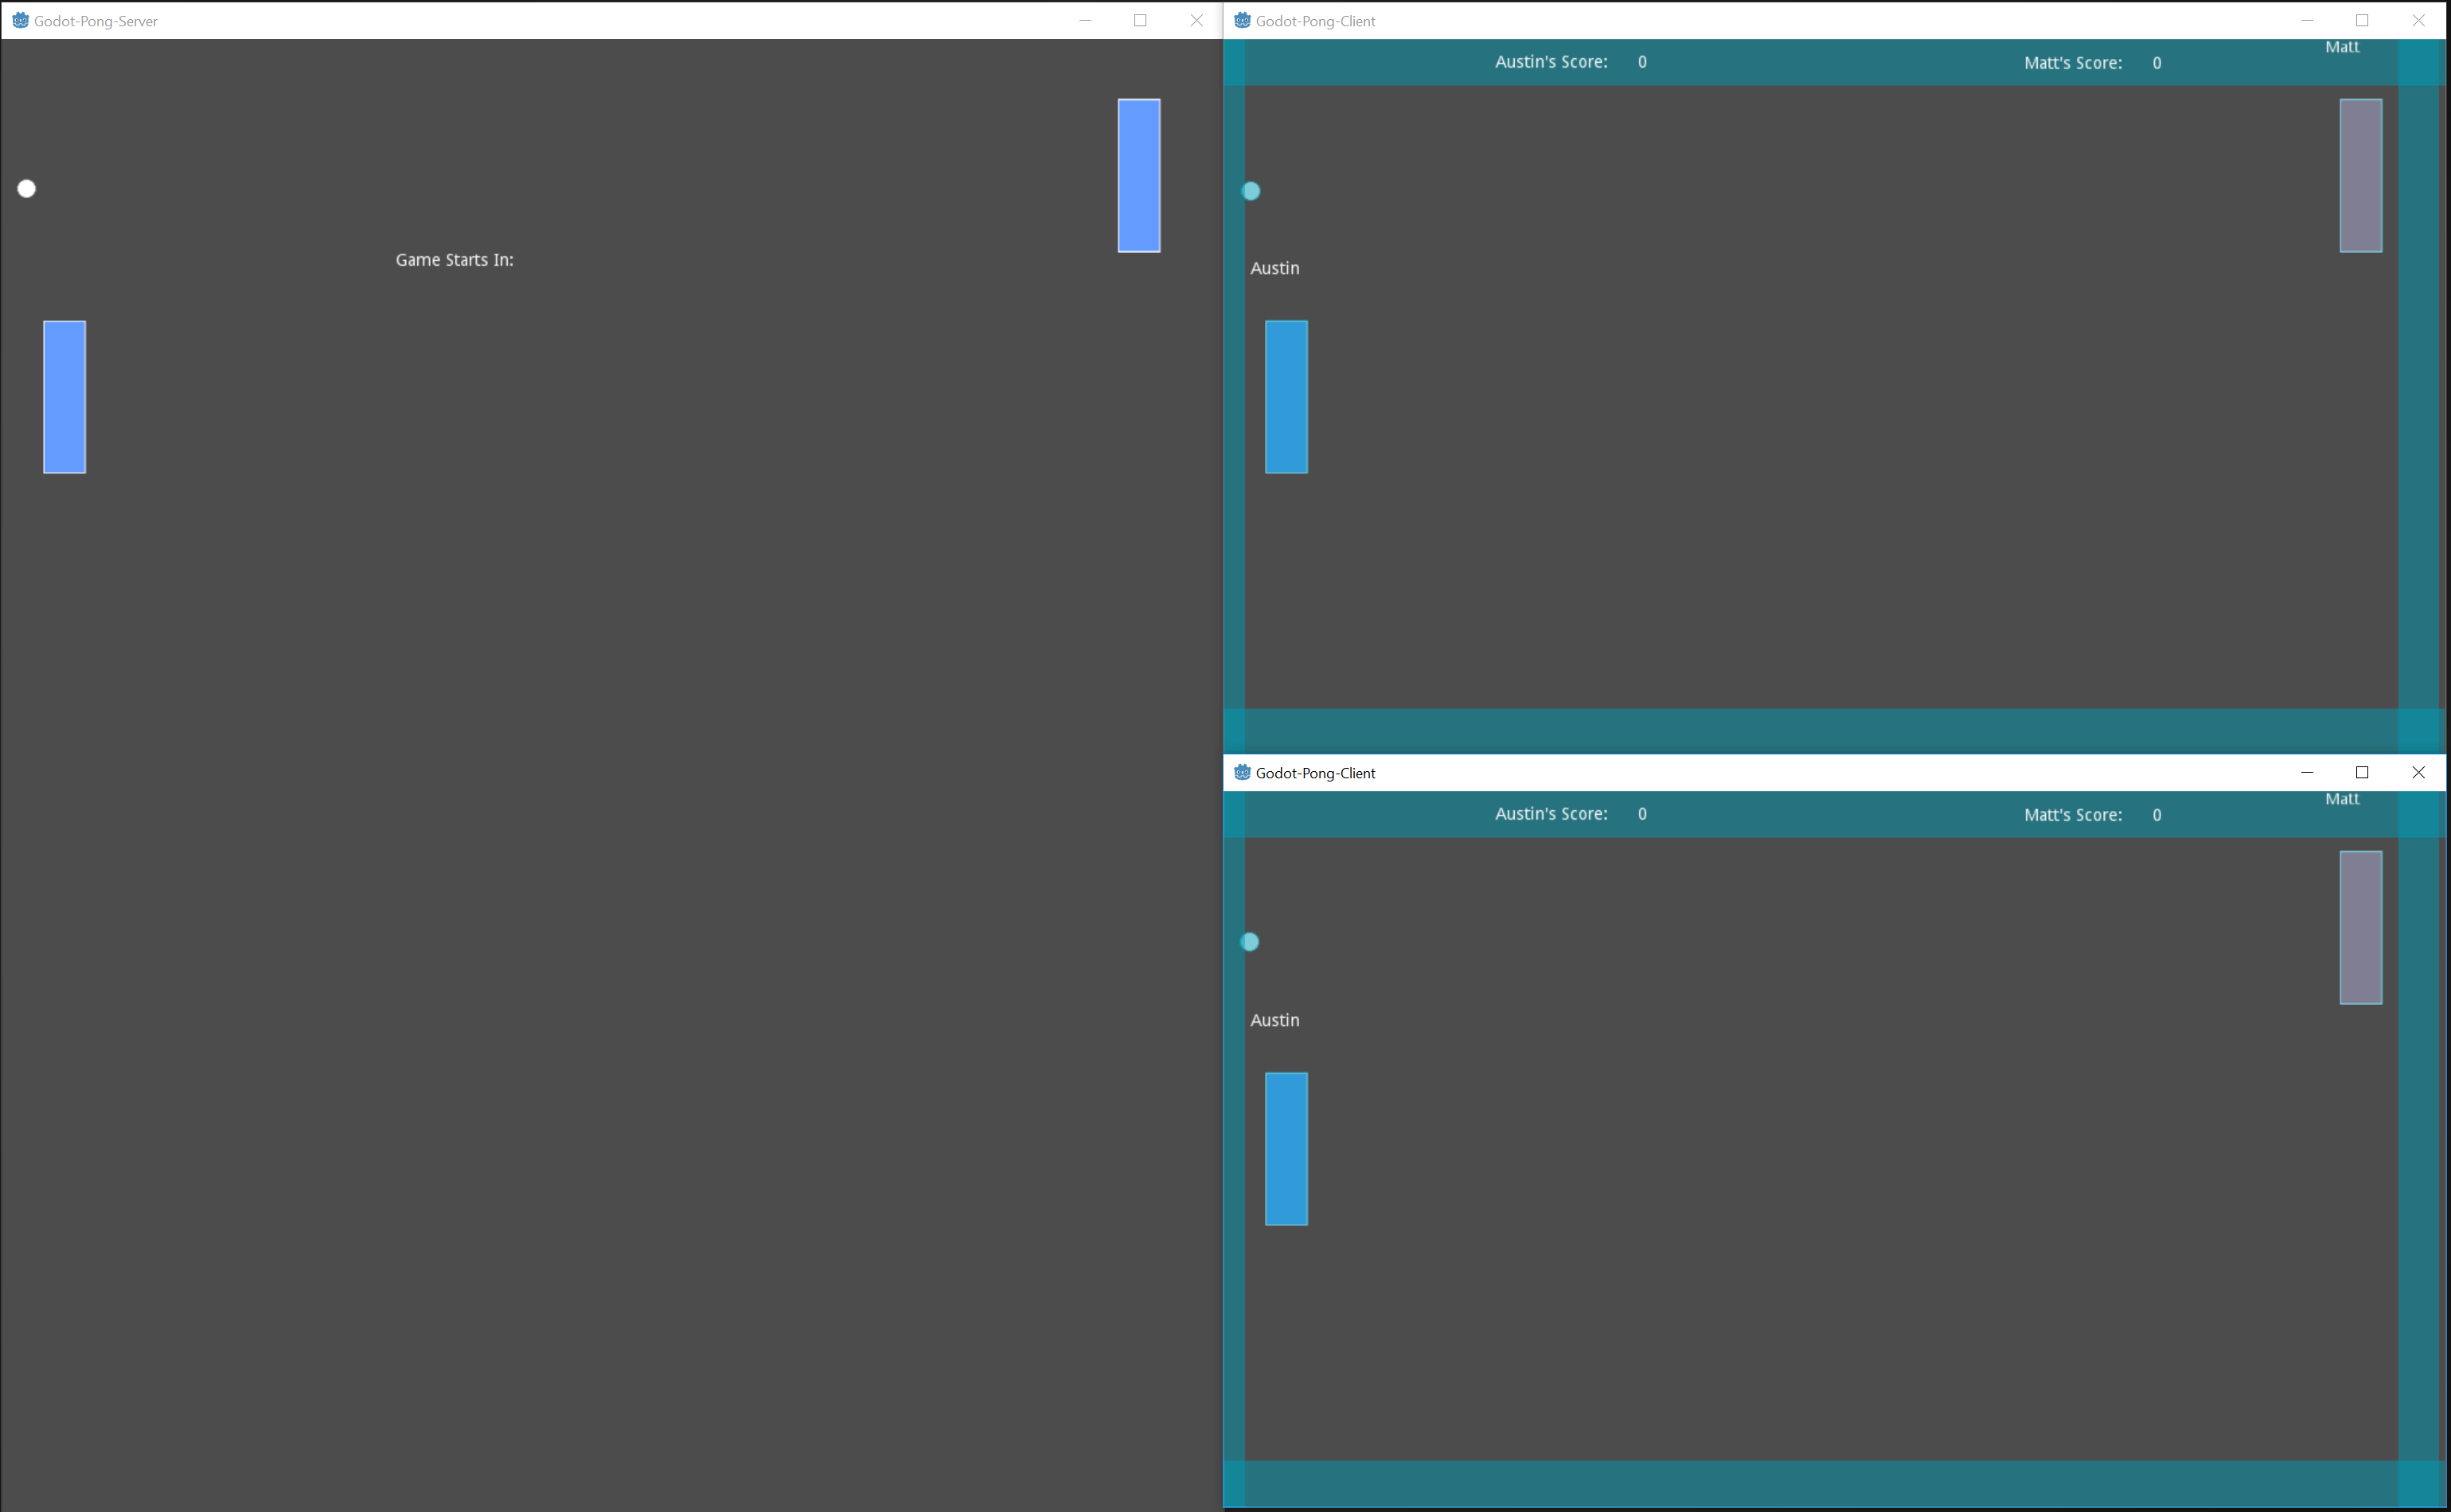 Godot-Pong-Server
Game Starts In:
Godot-Pong-Client
Matt
Austin's Score: 0 Matt's Score: 0
Austin
Godot-Pong-Client
Matt
Austin's Score: 0 Matt's Score: 0
Austin